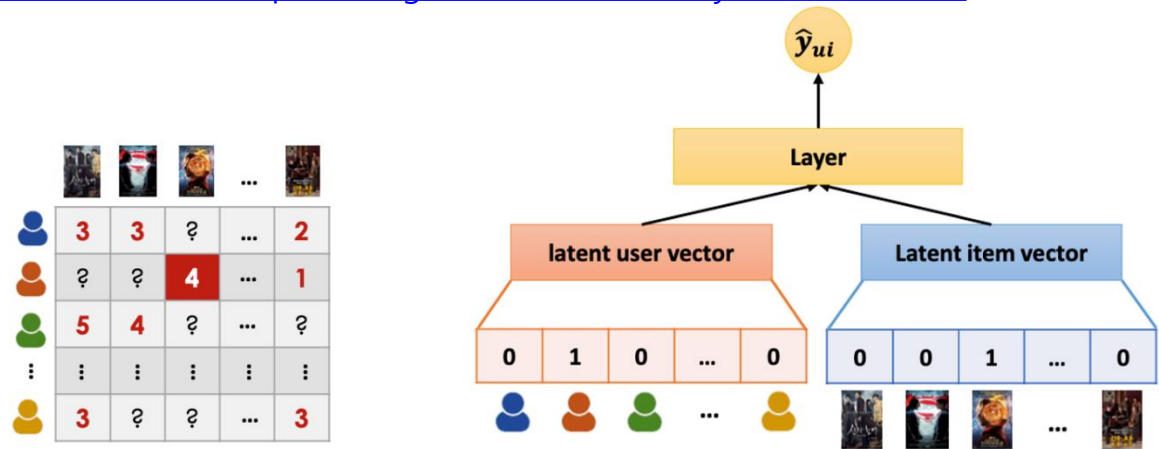 ŷui
Layer
latent user vector
Latent item vector
...
3 3 ? ... 2
? ? 4 ... 1
5 4 ? ... ?
⋮ ⋮ ⋮ ⋮ ⋮ ⋮
3 ? ? ... 3
0 1 0 ... 0
0 0 1 ... 0
...
...